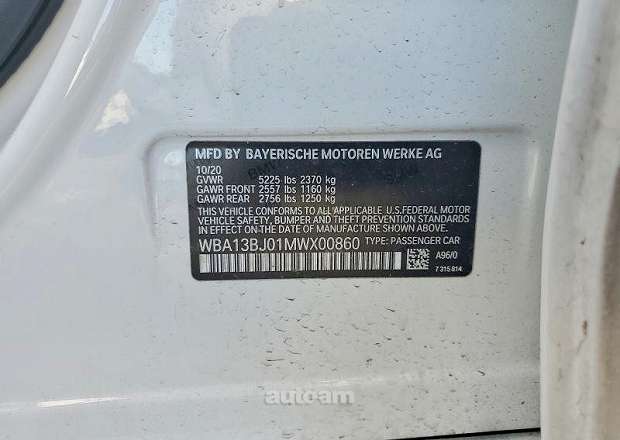 MFD BY BAYERISCHE MOTOREN WERKE AG
10/20
GVWR 5225 lbs 2370 kg
GAWR FRONT 2557 lbs 1160 kg
GAWR REAR 2756 lbs 1250 kg
THIS VEHICLE CONFORMS TO ALL APPLICABLE U.S.FEDERAL MOTOR
VEHICLE SAFETY, BUMPER AND THEFT PREVENTION STANDARDS
IN EFFECT ON THE DATE OF MANUFACTURE SHOWN ABOVE.
WBA13BJ01MWX00860 TYPE: PASSENGER CAR
A96/0
7 315 814
autoam